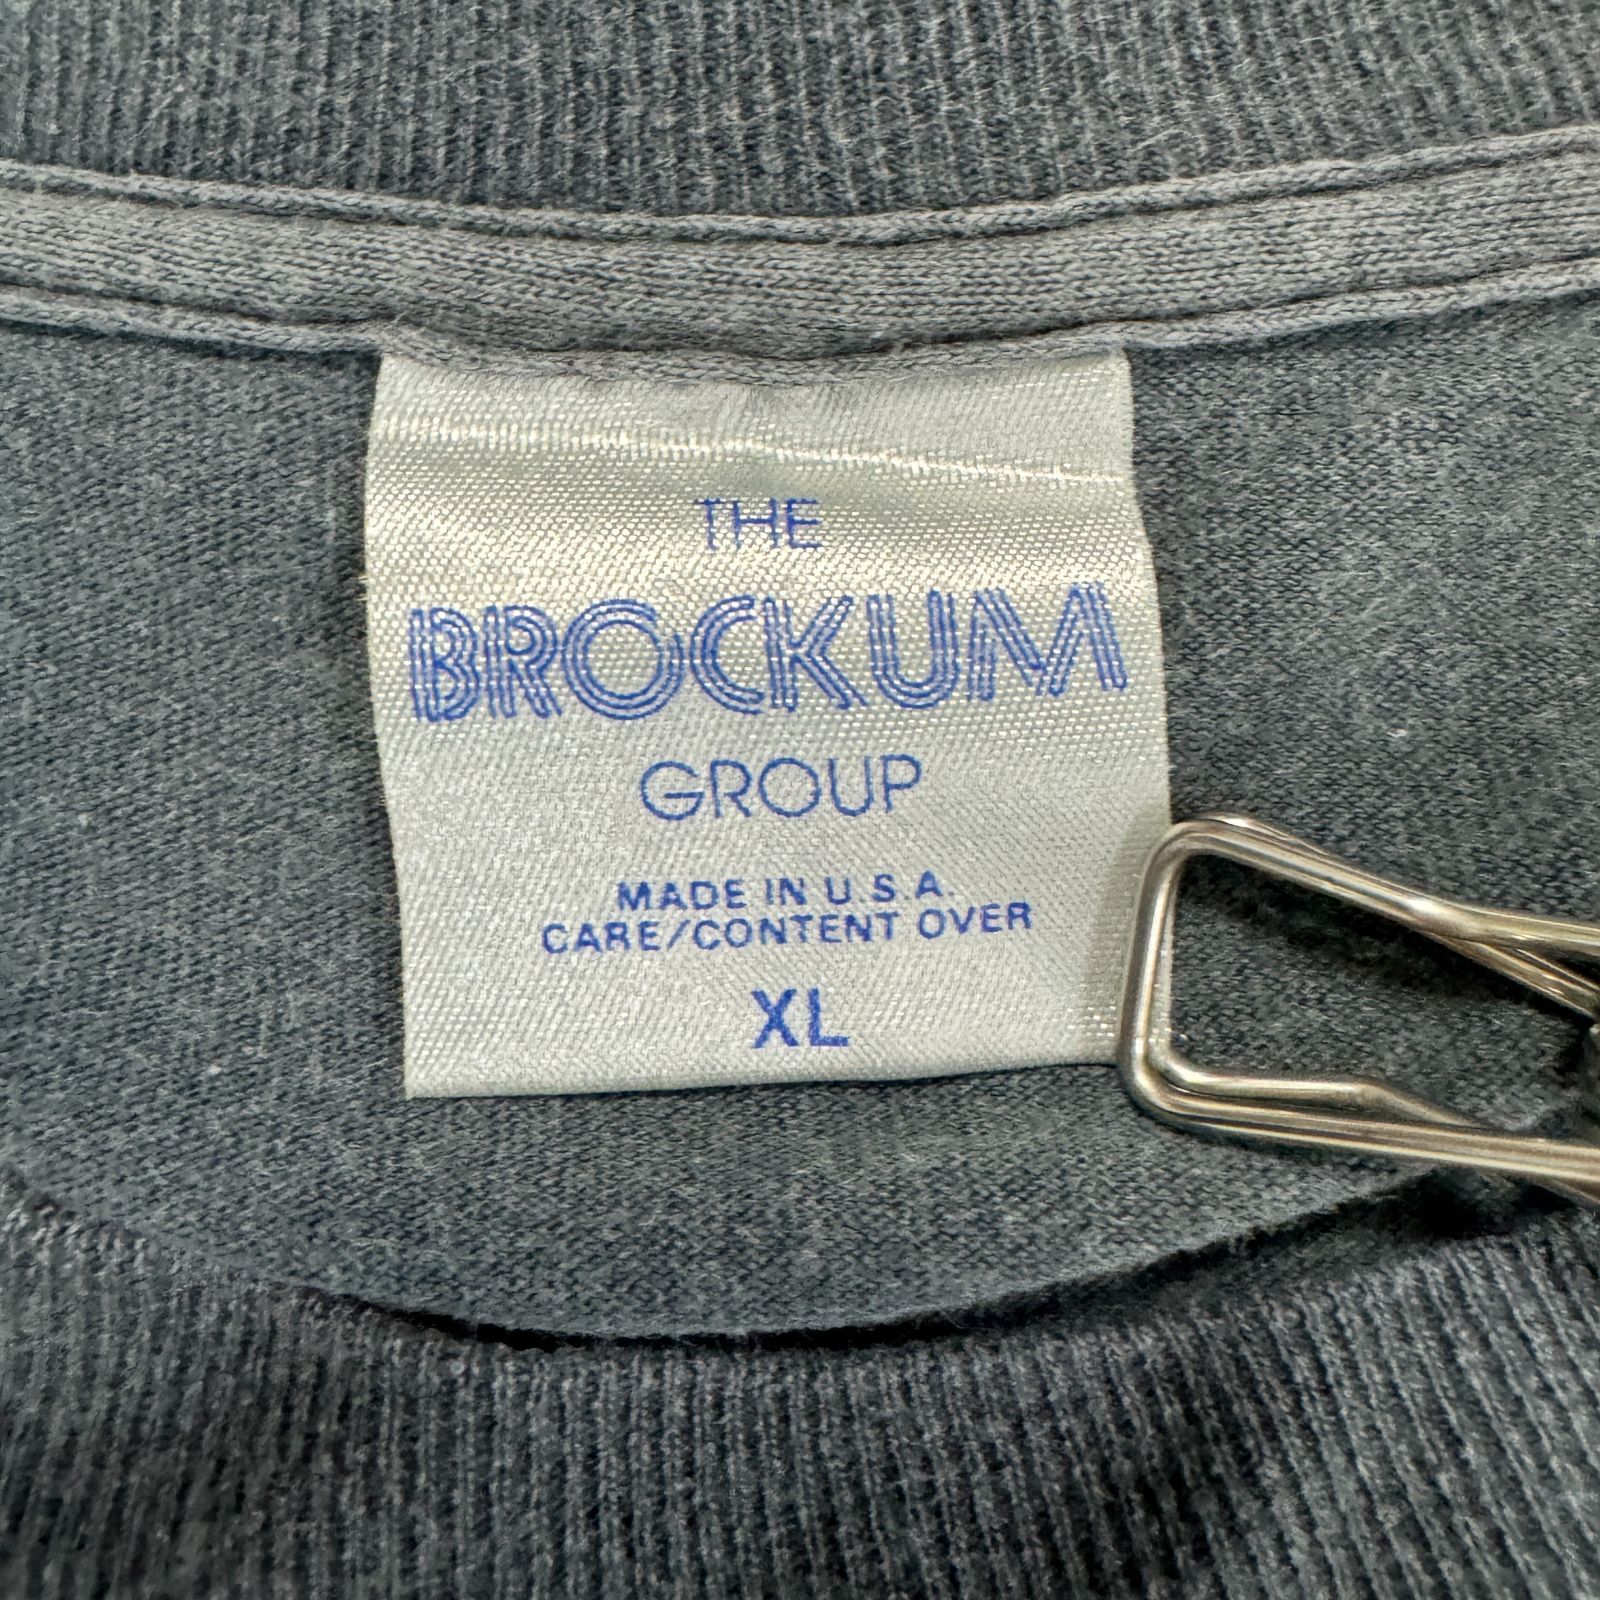 THE
BROCKUM
GROUP
MADE IN U.S.A.
CARE/CONTENT OVER
XL